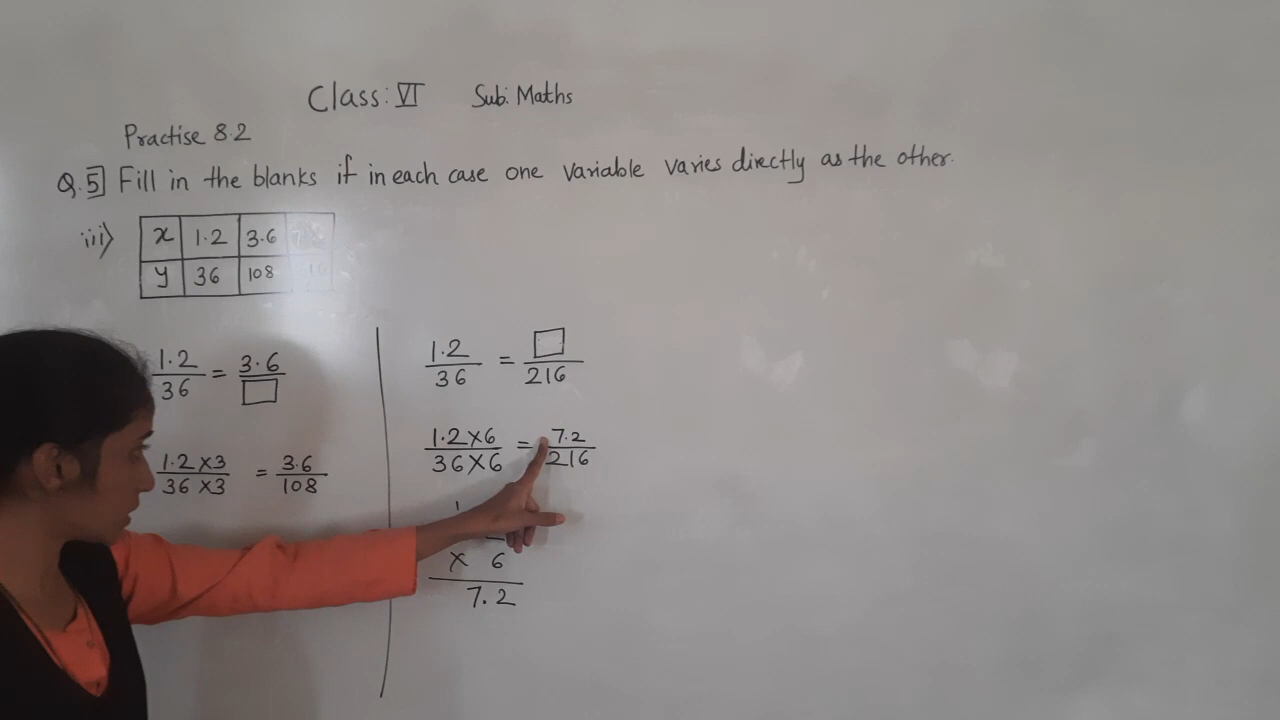 Class: VI Sub: Maths
Practise 8.2
Q.5] Fill in the blanks if in each case one variable varies directly as the other.
iii) x 1.2 3.6
y 36 108
1.2/36 = 3.6/□
1.2×3/36×3 = 3.6/108
1.2/36 = □/216
1.2×6/36×6 = 7.2/216
× 6
7.2